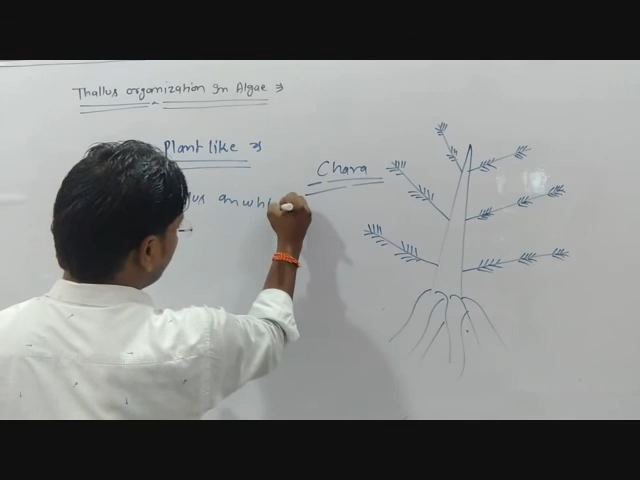 Thallus organization In Algae ⇒
Plant like ⇒
Chara